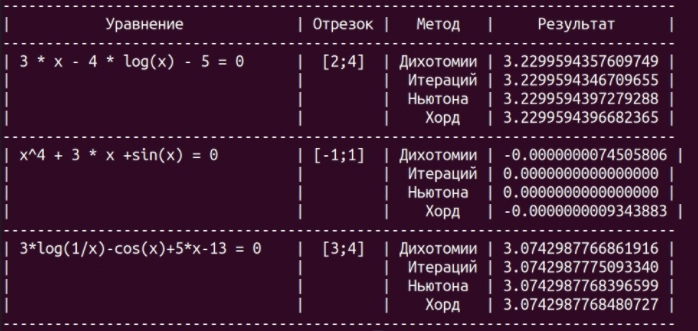 Уравнение | Отрезок | Метод | Результат
3 * x - 4 * log(x) - 5 = 0 | [2;4] | Дихотомии | 3.2299594357609749
Итераций | 3.2299594346709655
Ньютона | 3.2299594397279288
Хорд | 3.2299594396682365
x^4 + 3 * x +sin(x) = 0 | [-1;1] | Дихотомии | -0.0000000074505806
Итераций | 0.0000000000000000
Ньютона | 0.0000000000000000
Хорд | -0.0000000009343883
3*log(1/x)-cos(x)+5*x-13 = 0 | [3;4] | Дихотомии | 3.0742987766861916
Итераций | 3.0742987775093340
Ньютона | 3.0742987768396599
Хорд | 3.0742987768480727